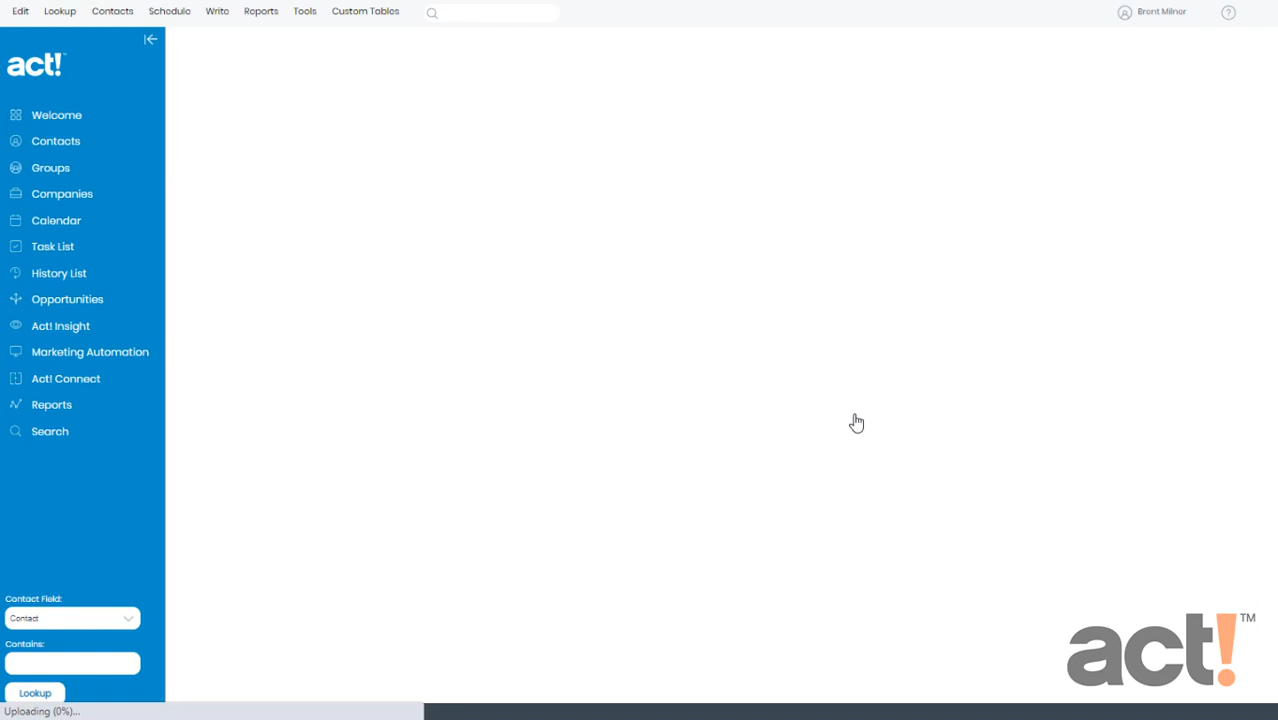 Edit Lookup Contacts Schedule Write Reports Tools Custom Tables Brent Milner ?
act!™
Welcome
Contacts
Groups
Companies
Calendar
Task List
History List
Opportunities
Act! Insight
Marketing Automation
Act! Connect
Reports
Search
Contact Field:
Contact
Contains:
Lookup
act!™
Uploading (0%)...